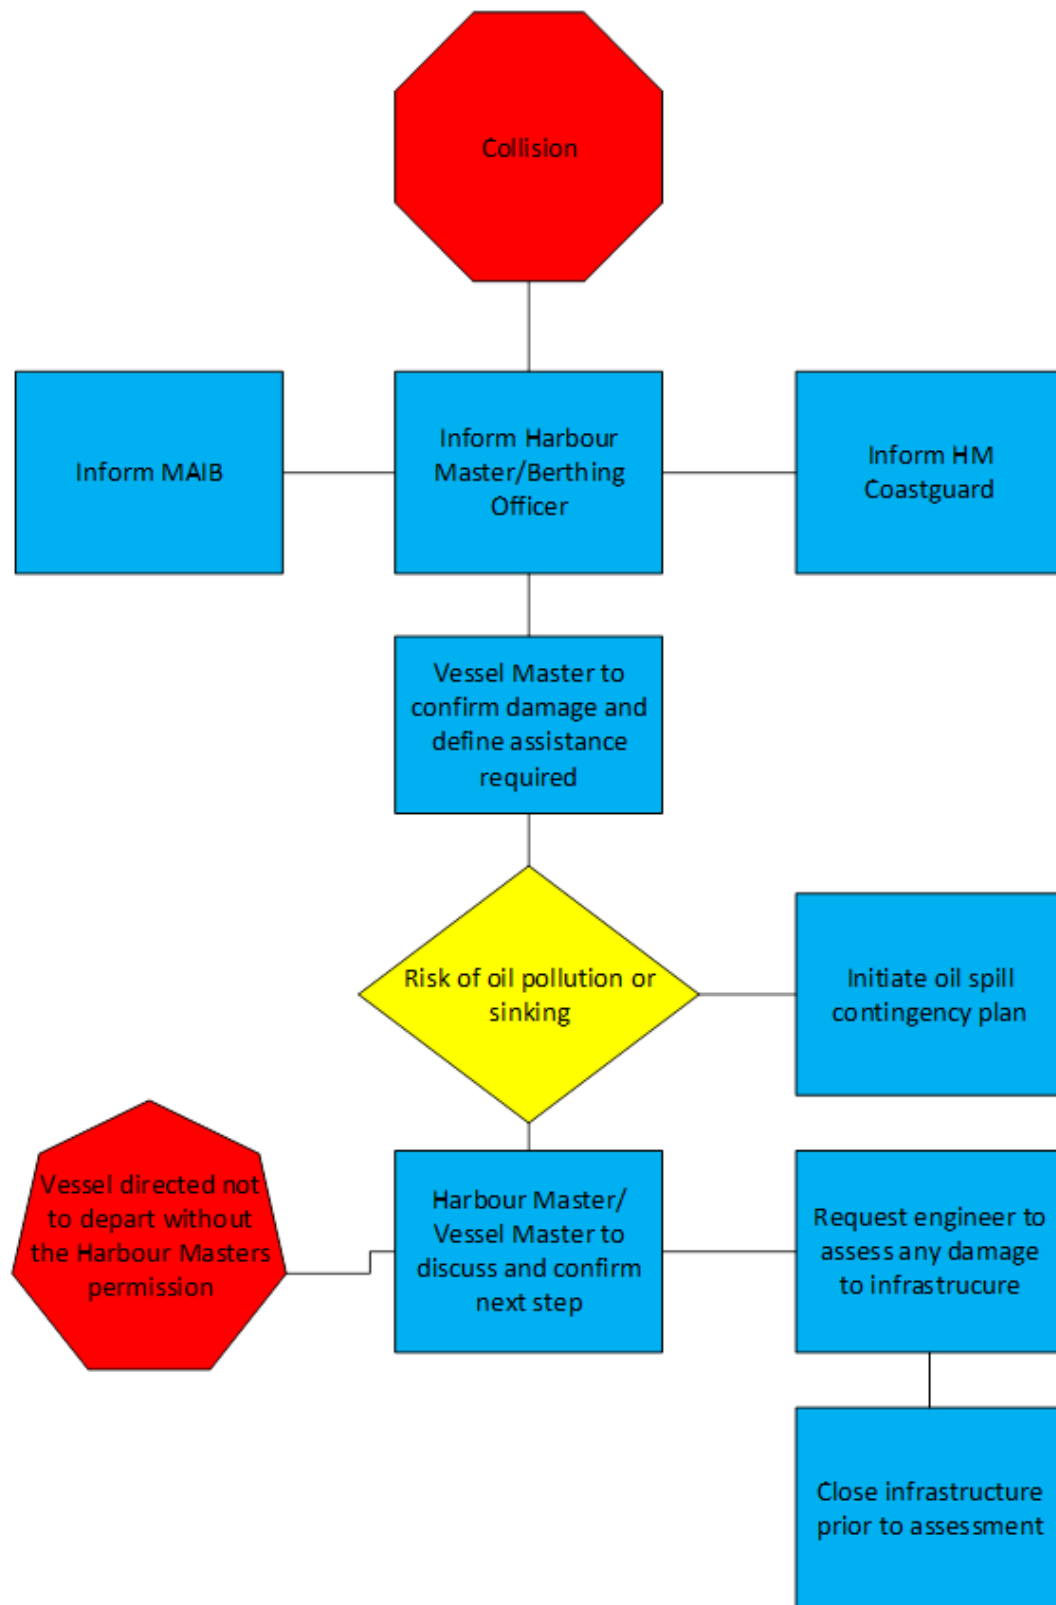 Collision
Inform MAIB
Inform Harbour
Master/Berthing
Officer
Inform HM
Coastguard
Vessel Master to
confirm damage and
define assistance
required
Risk of oil pollution or
sinking
Initiate oil spill
contingency plan
Vessel directed not
to depart without
the Harbour Masters
permission
Harbour Master/
Vessel Master to
discuss and confirm
next step
Request engineer to
assess any damage
to infrastrucure
Close infrastructure
prior to assessment